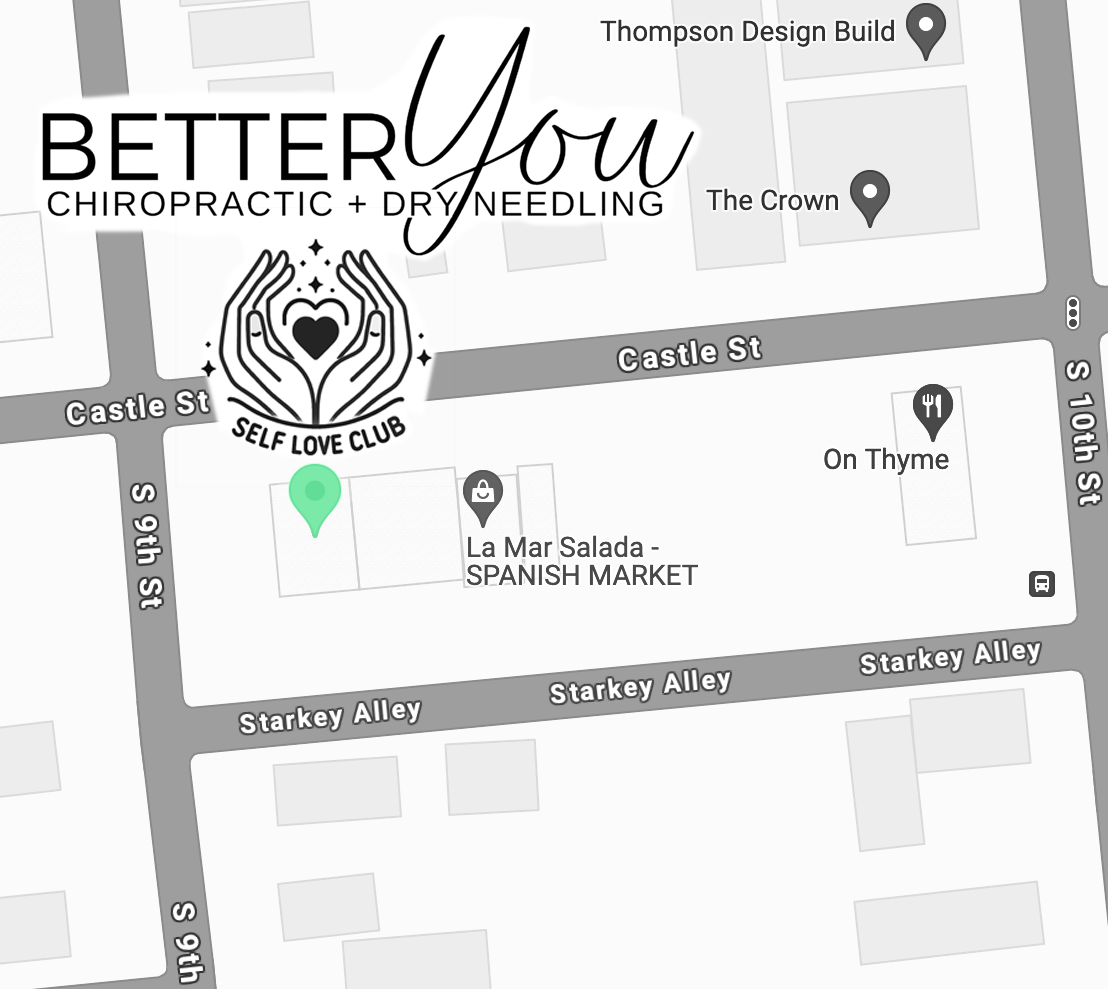 Thompson Design Build
BETTER You
CHIROPRACTIC + DRY NEEDLING
The Crown
SELF LOVE CLUB
Castle St
Castle St
S 10th St
On Thyme
S 9th St
La Mar Salada -
SPANISH MARKET
Starkey Alley
Starkey Alley
Starkey Alley
S 9th